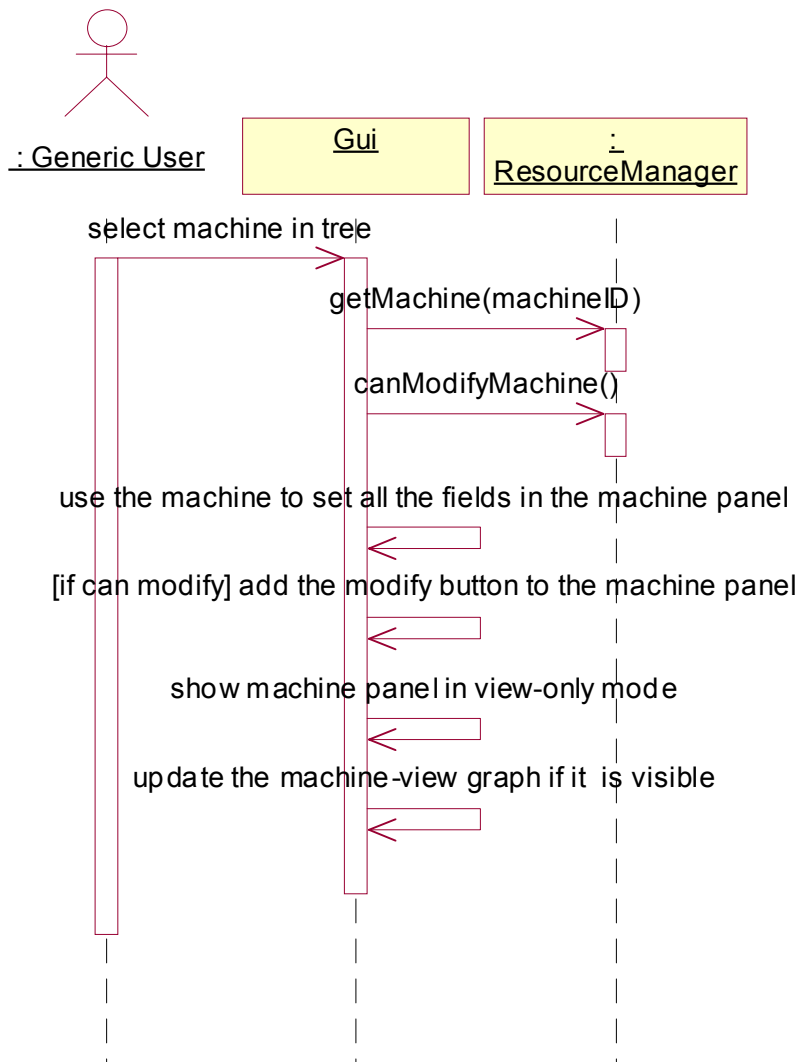 : Generic User
Gui
:
ResourceManager
select machine in tree
getMachine(machineID)
canModifyMachine()
use the machine to set all the fields in the machine panel
[if can modify] add the modify button to the machine panel
show machine panel in view-only mode
update the machine-view graph if it is visible